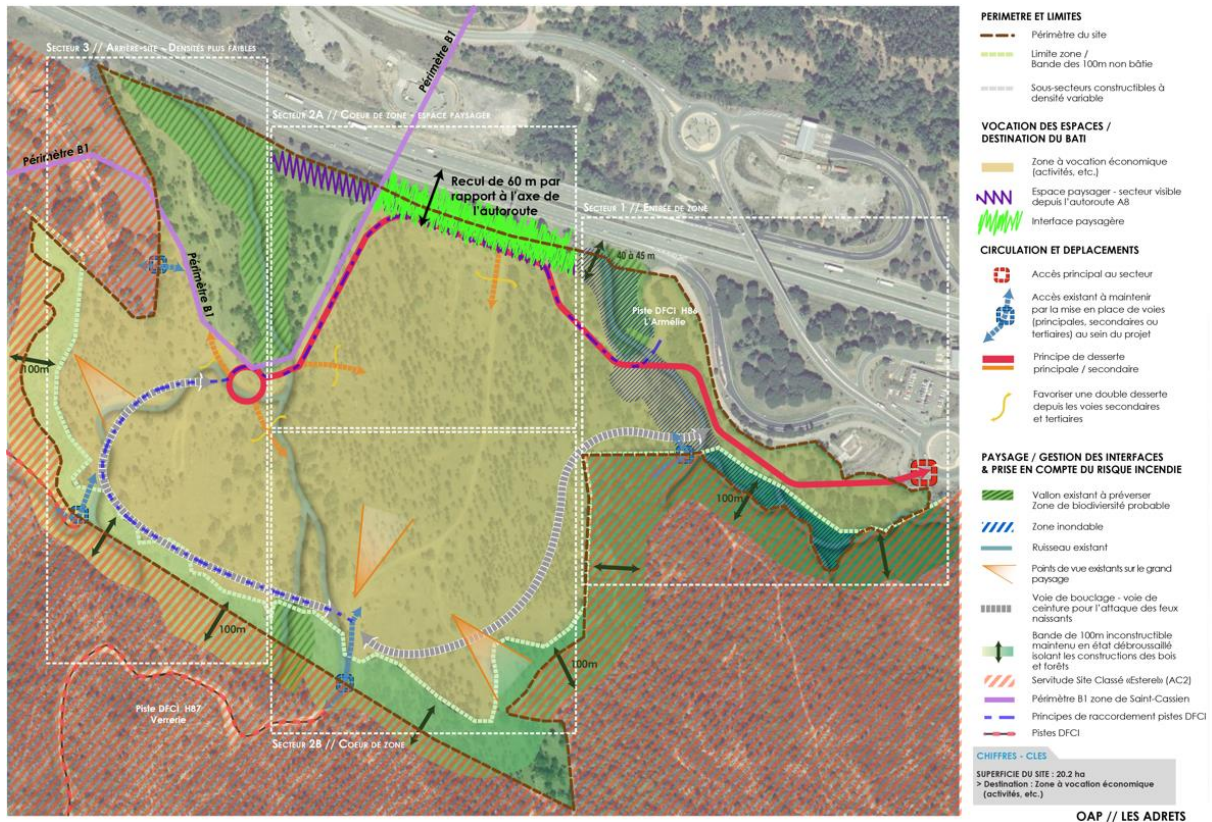 SECTEUR 3 // ARRIÈRE-SITE - DENSITÉS PLUS FAIBLES
Périmètre B1
SECTEUR 2A // COEUR DE ZONE - ESPACE PAYSAGER
Périmètre B1
Recul de 60 m par
rapport à l'axe de
l'autoroute
SECTEUR 1 // ENTRÉE DE ZONE
40 à 45 m
Périmètre B1
Piste DFCI H86
L'Armélie
100m
100m
100m
100m
100m
Piste DFCI H87
Verrerie
SECTEUR 2B // COEUR DE ZONE
PERIMETRE ET LIMITES
Périmètre du site
Limite zone /
Bande des 100m non bâtie
Sous-secteurs constructibles à
densité variable
VOCATION DES ESPACES /
DESTINATION DU BATI
Zone à vocation économique
(activités, etc.)
Espace paysager - secteur visible
depuis l'autoroute A8
Interface paysagère
CIRCULATION ET DEPLACEMENTS
Accès principal au secteur
Accès existant à maintenir
par la mise en place de voies
(principales, secondaires ou
tertiaires) au sein du projet
Principe de desserte
principale / secondaire
Favoriser une double desserte
depuis les voies secondaires
et tertiaires
PAYSAGE / GESTION DES INTERFACES
& PRISE EN COMPTE DU RISQUE INCENDIE
Vallon existant à préverser
Zone de biodiviersité probable
Zone inondable
Ruisseau existant
Points de vue existants sur le grand
paysage
Voie de bouclage - voie de
ceinture pour l'attaque des feux
naissants
Bande de 100m inconstructible
maintenu en état débroussaillé
isolant les constructions des bois
et forêts
Servitude Site Classé «Esterel» (AC2)
Périmètre B1 zone de Saint-Cassien
Principes de raccordement pistes DFCI
Pistes DFCI
CHIFFRES - CLES
SUPERFICIE DU SITE : 20.2 ha
> Destination : Zone à vocation économique
(activités, etc.)
OAP // LES ADRETS